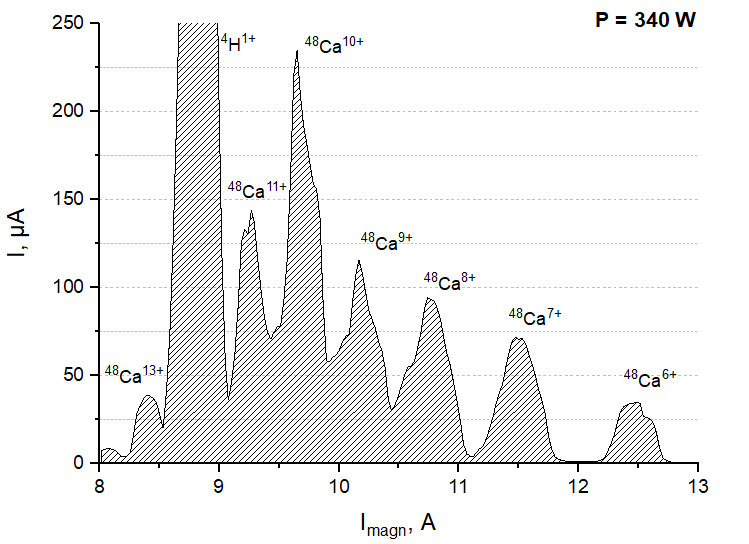 P = 340 W
250
200
150
100
50
0
I, µA
⁴H¹⁺
⁴⁸Ca¹⁰⁺
⁴⁸Ca¹¹⁺
⁴⁸Ca⁹⁺
⁴⁸Ca⁸⁺
⁴⁸Ca⁷⁺
⁴⁸Ca¹³⁺
⁴⁸Ca⁶⁺
8 9 10 11 12 13
Imagn, A